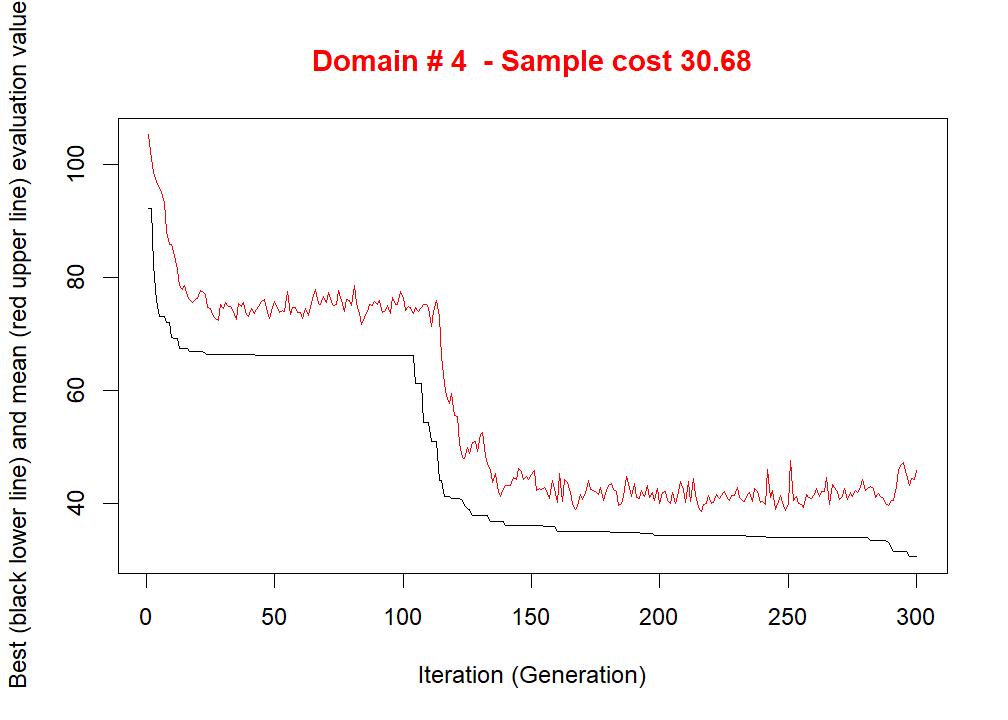 Domain # 4  - Sample cost 30.68
Best (black lower line) and mean (red upper line) evaluation value
100
80
60
40
0 50 100 150 200 250 300
Iteration (Generation)